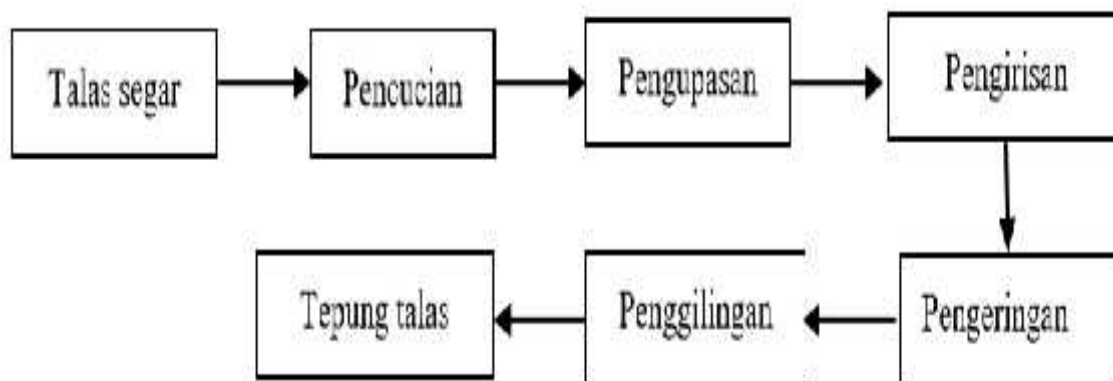 Talas segar
Pencucian
Pengupasan
Pengirisan
Pengeringan
Penggilingan
Tepung talas